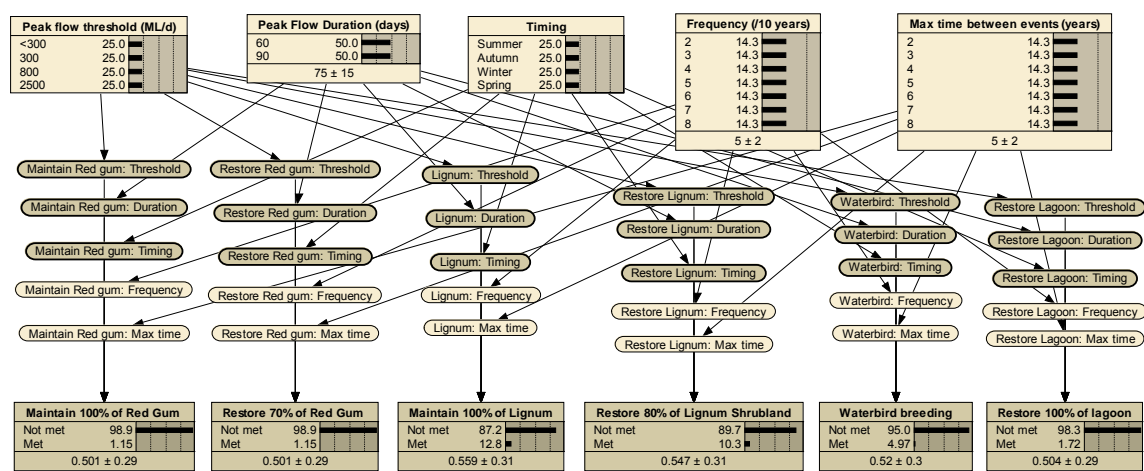 Peak flow threshold (ML/d)
<300 25.0
300 25.0
800 25.0
2500 25.0
Peak Flow Duration (days)
60 50.0
90 50.0
75 ± 15
Timing
Summer 25.0
Autumn 25.0
Winter 25.0
Spring 25.0
Frequency (/10 years)
2 14.3
3 14.3
4 14.3
5 14.3
6 14.3
7 14.3
8 14.3
5 ± 2
Max time between events (years)
2 14.3
3 14.3
4 14.3
5 14.3
6 14.3
7 14.3
8 14.3
5 ± 2
Maintain Red gum: Threshold
Maintain Red gum: Duration
Maintain Red gum: Timing
Maintain Red gum: Frequency
Maintain Red gum: Max time
Restore Red gum: Threshold
Restore Red gum: Duration
Restore Red gum: Timing
Restore Red gum: Frequency
Restore Red gum: Max time
Lignum: Threshold
Lignum: Duration
Lignum: Timing
Lignum: Frequency
Lignum: Max time
Restore Lignum: Threshold
Restore Lignum: Duration
Restore Lignum: Timing
Restore Lignum: Frequency
Restore Lignum: Max time
Waterbird: Threshold
Waterbird: Duration
Waterbird: Timing
Waterbird: Frequency
Waterbird: Max time
Restore Lagoon: Threshold
Restore Lagoon: Duration
Restore Lagoon: Timing
Restore Lagoon: Frequency
Restore Lagoon: Max time
Maintain 100% of Red Gum
Not met 98.9
Met 1.15
0.501 ± 0.29
Restore 70% of Red Gum
Not met 98.9
Met 1.15
0.501 ± 0.29
Maintain 100% of Lignum
Not met 87.2
Met 12.8
0.559 ± 0.31
Restore 80% of Lignum Shrubland
Not met 89.7
Met 10.3
0.547 ± 0.31
Waterbird breeding
Not met 95.0
Met 4.97
0.52 ± 0.3
Restore 100% of lagoon
Not met 98.3
Met 1.72
0.504 ± 0.29